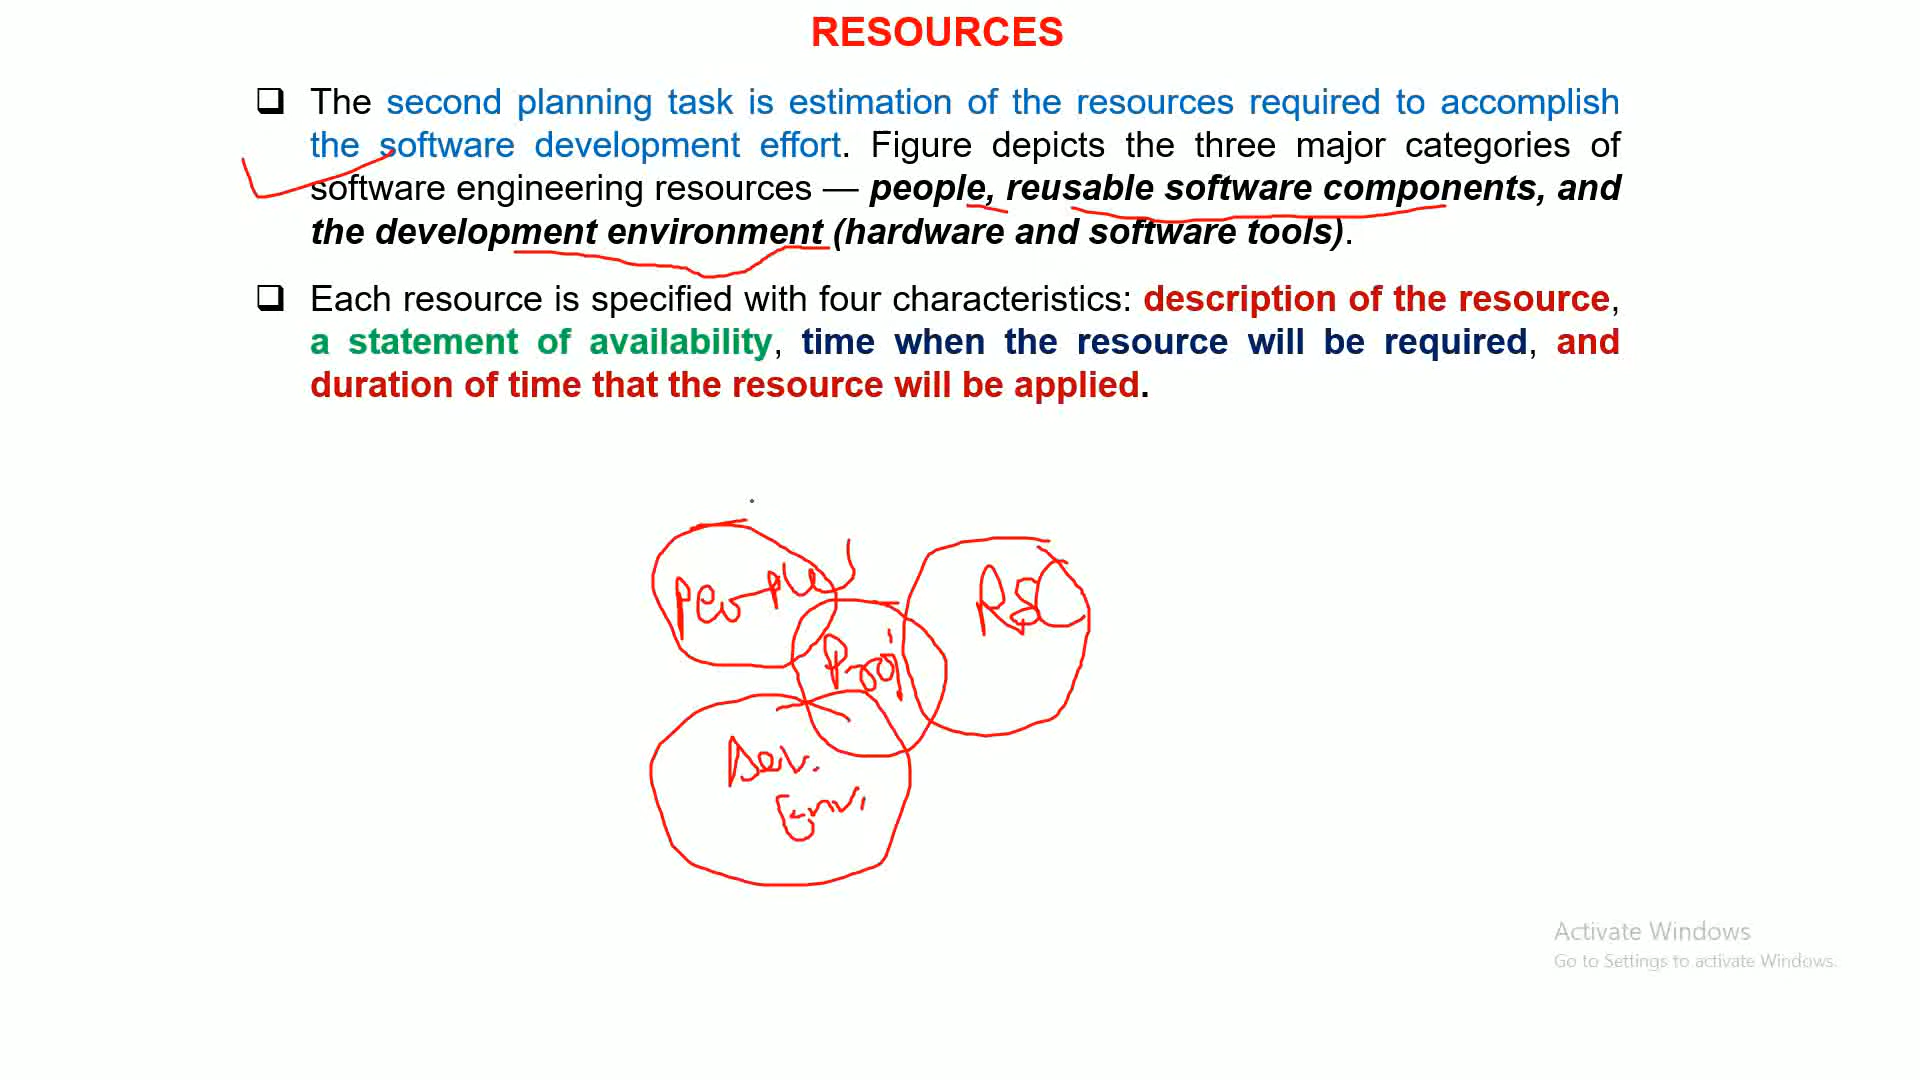 RESOURCES
❑ The second planning task is estimation of the resources required to accomplish
the software development effort. Figure depicts the three major categories of
software engineering resources — people, reusable software components, and
the development environment (hardware and software tools).
❑ Each resource is specified with four characteristics: description of the resource,
a statement of availability, time when the resource will be required, and
duration of time that the resource will be applied.
People
RSC
Proj
Dev.
Envi
Activate Windows
Go to Settings to activate Windows.